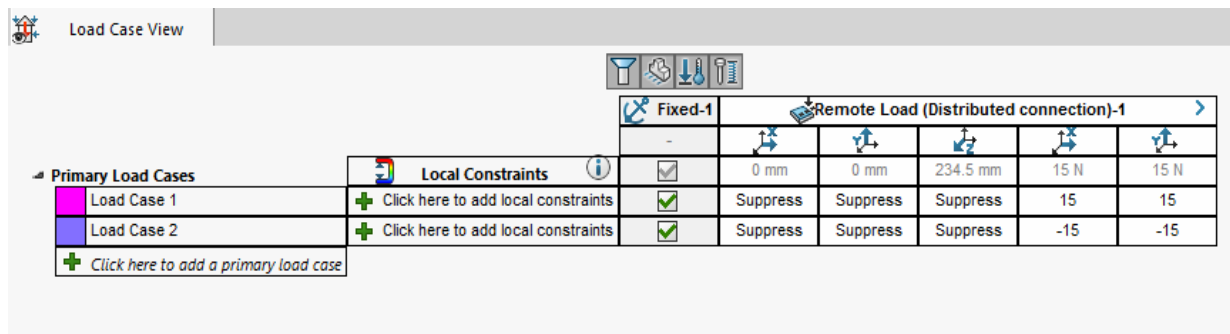 Load Case View
Fixed-1 Remote Load (Distributed connection)-1
- X Y Z X Y
Primary Load Cases Local Constraints 0 mm 0 mm 234.5 mm 15 N 15 N
Load Case 1 Click here to add local constraints Suppress Suppress Suppress 15 15
Load Case 2 Click here to add local constraints Suppress Suppress Suppress -15 -15
Click here to add a primary load case